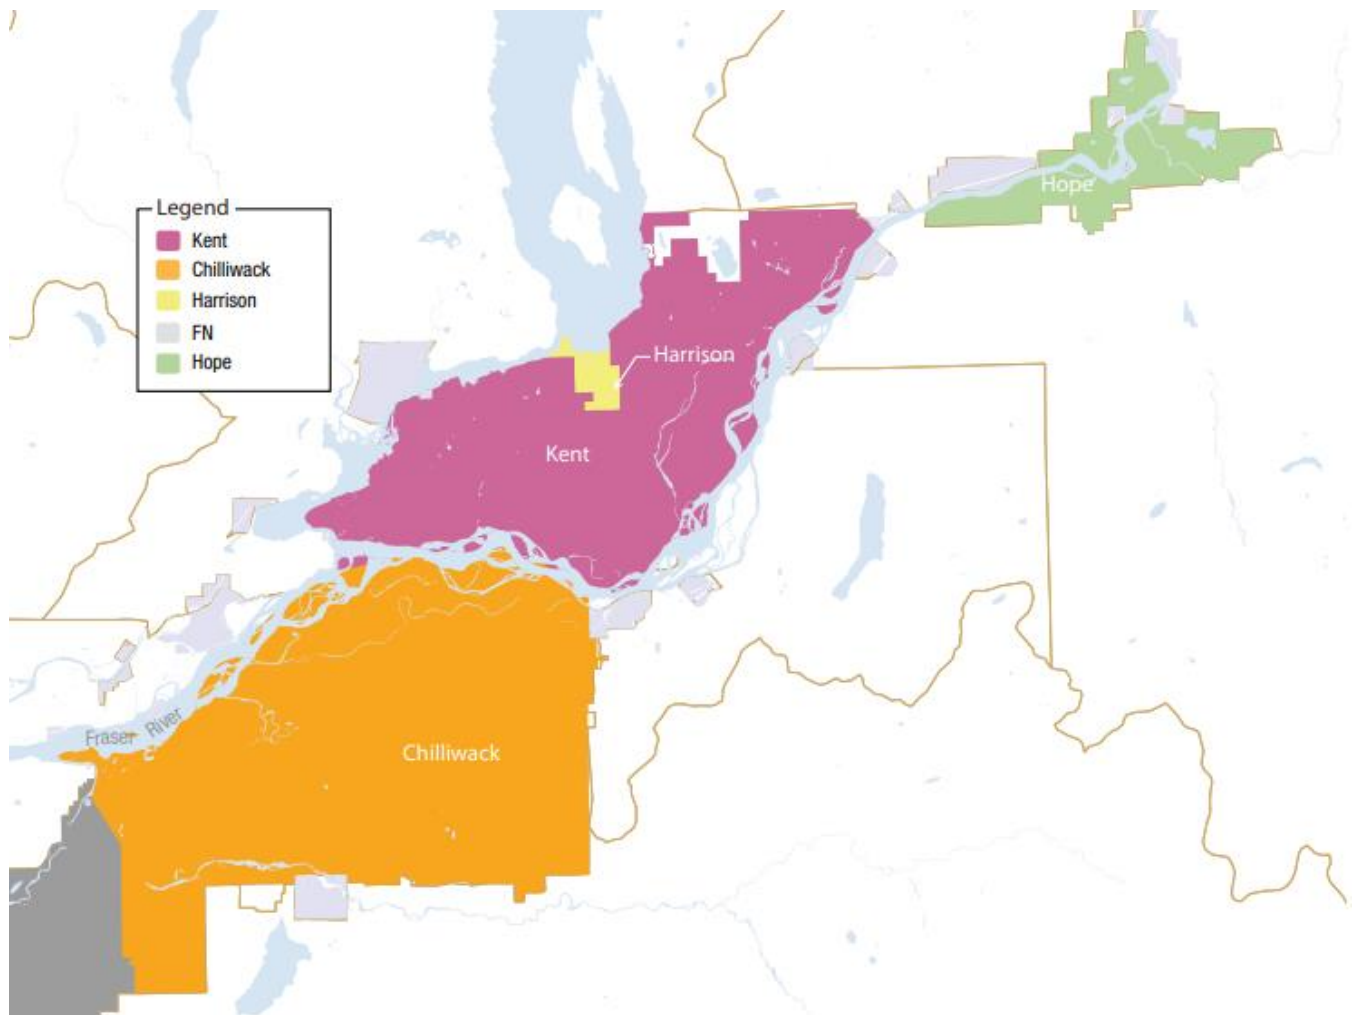 Legend
Kent
Chilliwack
Harrison
FN
Hope
Hope
Harrison
Kent
Fraser River
Chilliwack